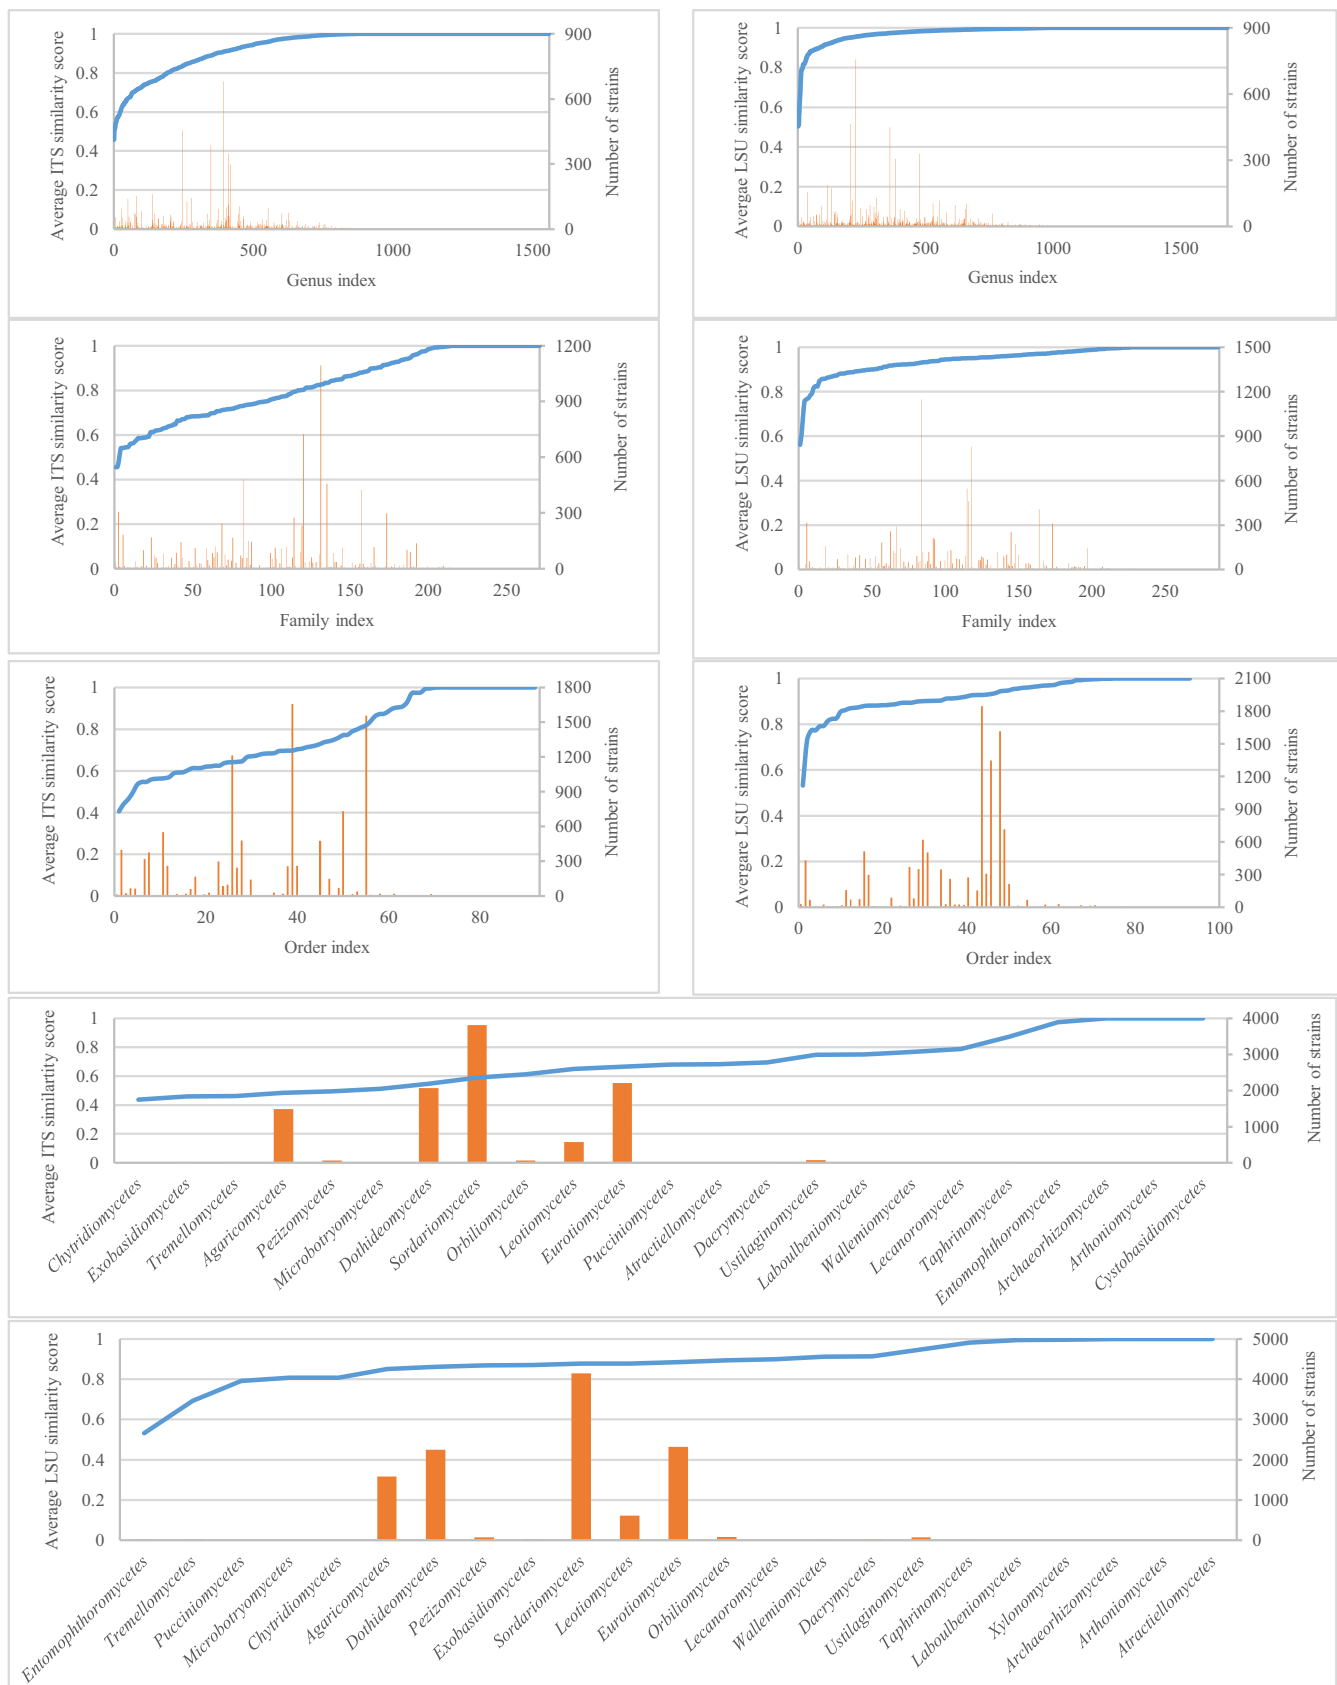 Average ITS similarity score
1
0.8
0.6
0.4
0.2
0
900
600
300
0
Number of strains
0
500
1000
1500
Genus index
Avergae LSU similarity score
1
0.8
0.6
0.4
0.2
0
900
600
300
0
Number of strains
0
500
1000
1500
Genus index
Average ITS similarity score
1
0.8
0.6
0.4
0.2
0
1200
900
600
300
0
Number of strains
0
50
100
150
200
250
Family index
Average LSU similarity score
1
0.8
0.6
0.4
0.2
0
1500
1200
900
600
300
0
Number of strains
0
50
100
150
200
250
Family index
Average ITS similarity score
1
0.8
0.6
0.4
0.2
0
1800
1500
1200
900
600
300
0
Number of strains
0
20
40
60
80
Order index
Avergare LSU similarity score
1
0.8
0.6
0.4
0.2
0
2100
1800
1500
1200
900
600
300
0
Number of strains
0
20
40
60
80
100
Order index
Average ITS similartity score
1
0.8
0.6
0.4
0.2
0
4000
3000
2000
1000
0
Number of strains
Chytridiomycetes
Exobasidiomycetes
Tremellomycetes
Agaricomycetes
Pezizomycetes
Microbotryomycetes
Dothideomycetes
Sordariomycetes
Orbiliomycetes
Leotiomycetes
Eurotiomycetes
Pucciniomycetes
Atractiellomycetes
Dacrymycetes
Ustilaginomycetes
Laboulbeniomycetes
Wallemiomycetes
Lecanoromycetes
Taphrinomycetes
Entomophthoromycetes
Archaeorhizomycetes
Arthoniomycetes
Cystobasidiomycetes
Average LSU similarity score
1
0.8
0.6
0.4
0.2
0
5000
4000
3000
2000
1000
0
Number of strains
Entomophthoromycetes
Tremellomycetes
Pucciniomycetes
Microbotryomycetes
Chytridiomycetes
Agaricomycetes
Dothideomycetes
Pezizomycetes
Exobasidiomycetes
Sordariomycetes
Leotiomycetes
Eurotiomycetes
Orbiliomycetes
Lecanoromycetes
Wallemiomycetes
Dacrymycetes
Ustilaginomycetes
Taphrinomycetes
Laboulbeniomycetes
Xylonomycetes
Archaeorhizomycetes
Arthoniomycetes
Atractiellomycetes